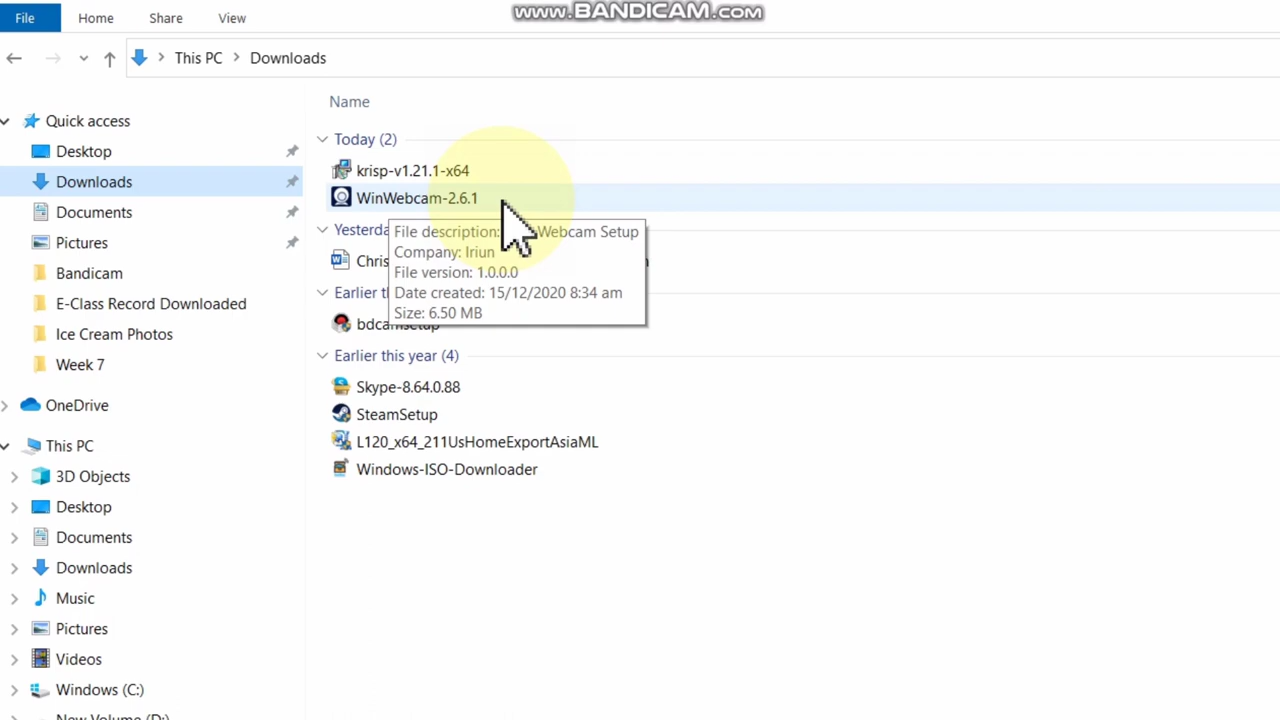 www.BANDICAM.com
File Home Share View
This PC > Downloads
Name
Quick access
Desktop
Downloads
Documents
Pictures
Bandicam
E-Class Record Downloaded
Ice Cream Photos
Week 7
OneDrive
This PC
3D Objects
Desktop
Documents
Downloads
Music
Pictures
Videos
Windows (C:)
New Volume (D:)
Today (2)
krisp-v1.21.1-x64
WinWebcam-2.6.1
File description: Webcam Setup
Company: Iriun
File version: 1.0.0.0
Date created: 15/12/2020 8:34 am
Size: 6.50 MB
bdcamsetup
Earlier this year (4)
Skype-8.64.0.88
SteamSetup
L120_x64_211UsHomeExportAsiaML
Windows-ISO-Downloader